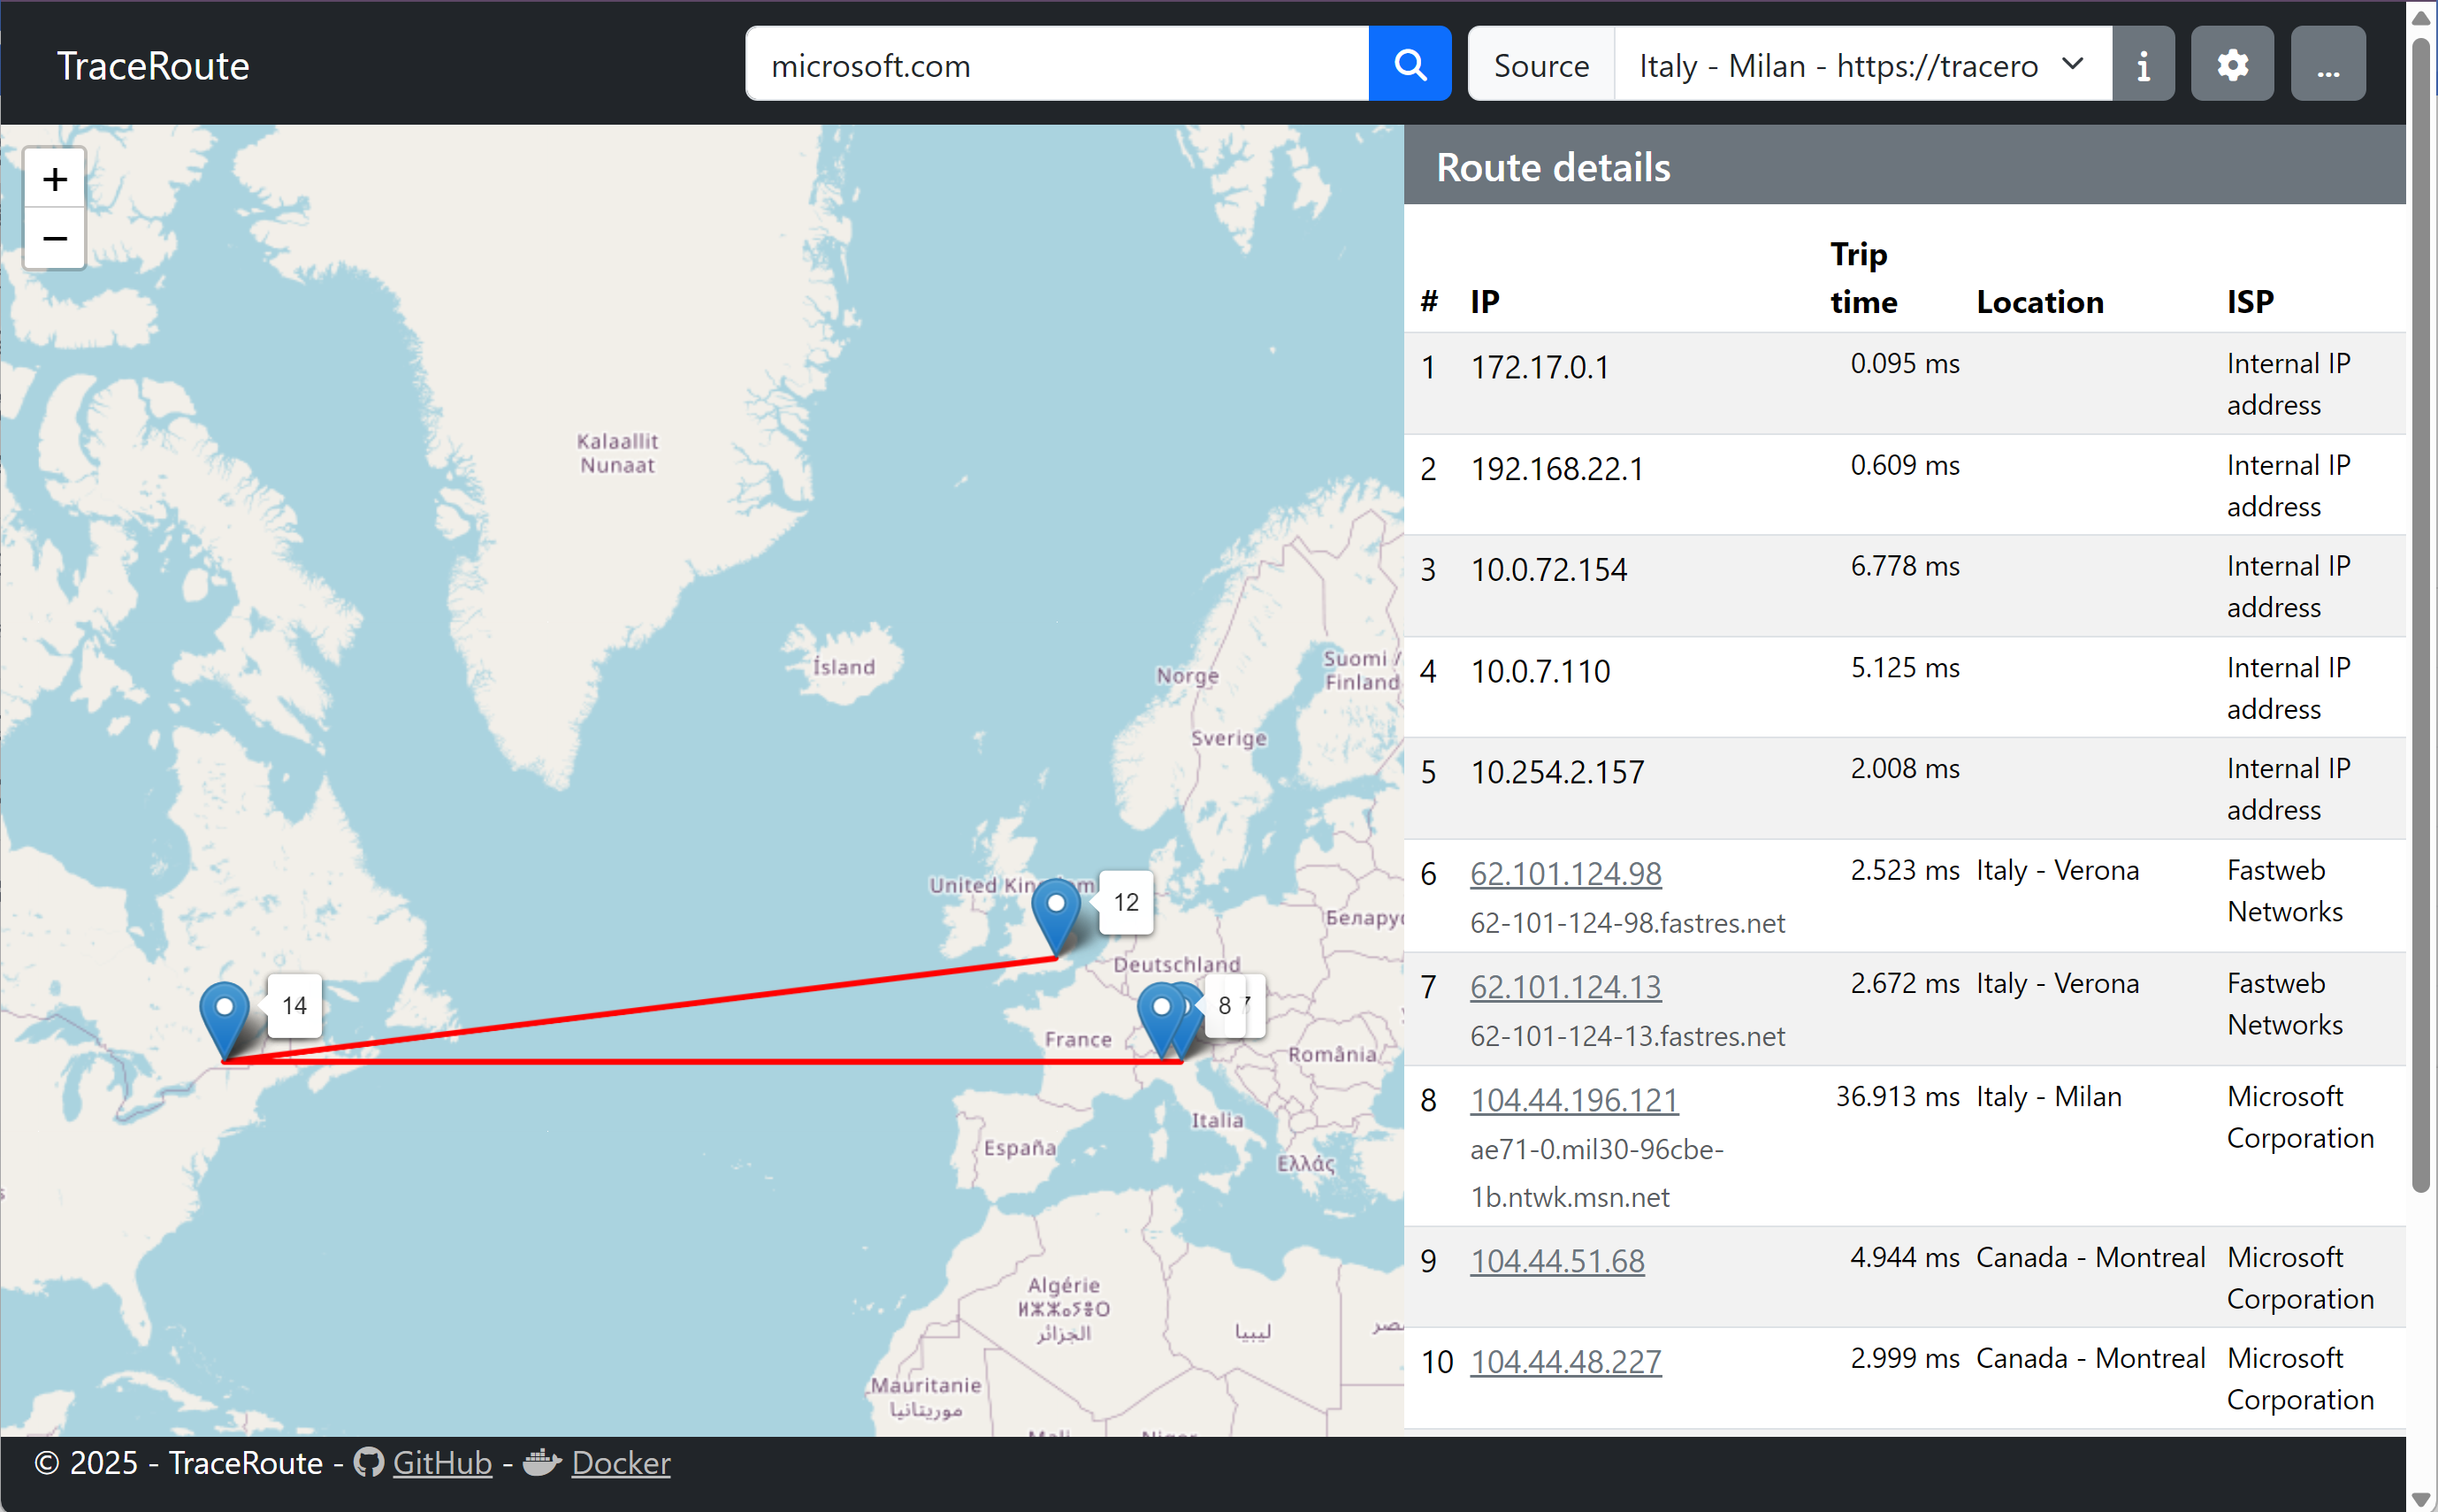 TraceRoute
microsoft.com
Source
Italy - Milan - https://tracero
i
...
+
−
Kalaallit
Nunaat
Ísland
Norge
Suomi /
Finland
Sverige
United
12
Беларус
Deutschland
14
8
7
France
România
Italia
España
Ελλάς
Algérie
ⵍⵣⵣⴰⵢⴻⵔ
الجزائر
ليبيا
مصر
Mauritanie
موريتانيا
Route details
#
IP
Trip
time
Location
ISP
1
172.17.0.1
0.095 ms
Internal IP
address
2
192.168.22.1
0.609 ms
Internal IP
address
3
10.0.72.154
6.778 ms
Internal IP
address
4
10.0.7.110
5.125 ms
Internal IP
address
5
10.254.2.157
2.008 ms
Internal IP
address
6
62.101.124.98
62-101-124-98.fastres.net
2.523 ms
Italy - Verona
Fastweb
Networks
7
62.101.124.13
62-101-124-13.fastres.net
2.672 ms
Italy - Verona
Fastweb
Networks
8
104.44.196.121
ae71-0.mil30-96cbe-
1b.ntwk.msn.net
36.913 ms
Italy - Milan
Microsoft
Corporation
9
104.44.51.68
4.944 ms
Canada - Montreal
Microsoft
Corporation
10
104.44.48.227
2.999 ms
Canada - Montreal
Microsoft
Corporation
© 2025 - TraceRoute - GitHub - Docker